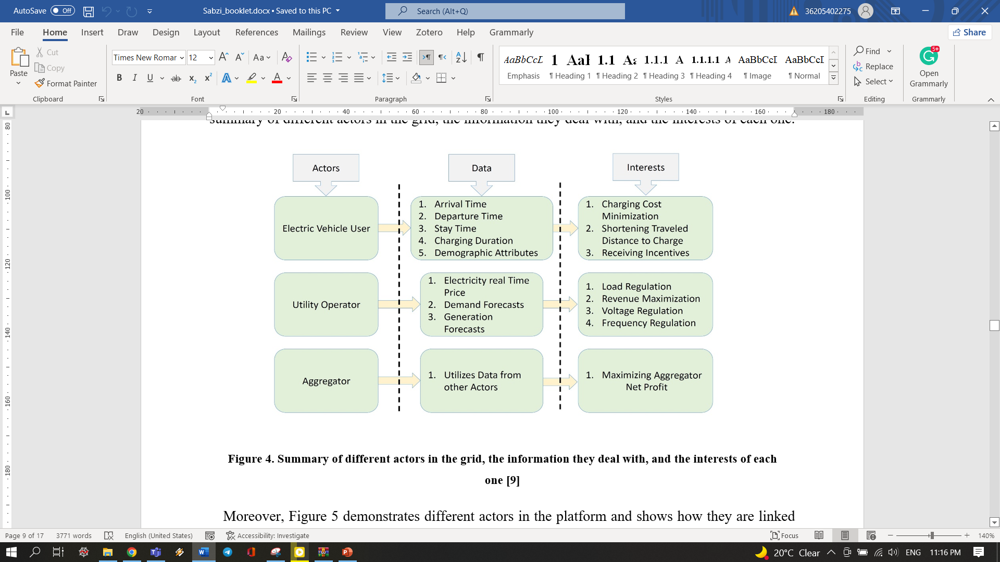 AutoSave Off Sabzi_booklet.docx • Saved to this PC Search (Alt+Q) 36205402275
File Home Insert Draw Design Layout References Mailings Review View Zotero Help Grammarly Share
Paste
Cut
Copy
Format Painter
Clipboard
Times New Roman 12
Font
Paragraph
AaBbCcI 1 AaI 1.1 Aa 1.1.1 A 1.1.1.1 A AaBbCcI AaBbCcI
Emphasis ¶ Heading 1 ¶ Heading 2 ¶ Heading 3 ¶ Heading 4 ¶ Image ¶ Normal
Styles
Find
Replace
Select
Editing
5+
Open
Grammarly
Grammarly
20 20 40 60 80 100 120 140 160 180
80
100
120
140
160
180
summary of different actors in the grid, the information they deal with, and the interests of each one.
Actors
Data
Interests
Electric Vehicle User
1. Arrival Time
2. Departure Time
3. Stay Time
4. Charging Duration
5. Demographic Attributes
1. Charging Cost
Minimization
2. Shortening Traveled
Distance to Charge
3. Receiving Incentives
Utility Operator
1. Electricity real Time
Price
2. Demand Forecasts
3. Generation
Forecasts
1. Load Regulation
2. Revenue Maximization
3. Voltage Regulation
4. Frequency Regulation
Aggregator
1. Utilizes Data from
other Actors
1. Maximizing Aggregator
Net Profit
Figure 4. Summary of different actors in the grid, the information they deal with, and the interests of each
one [9]
Moreover, Figure 5 demonstrates different actors in the platform and shows how they are linked
Page 9 of 17 3771 words English (United States) Accessibility: Investigate Focus 140%
20°C Clear ENG 11:16 PM